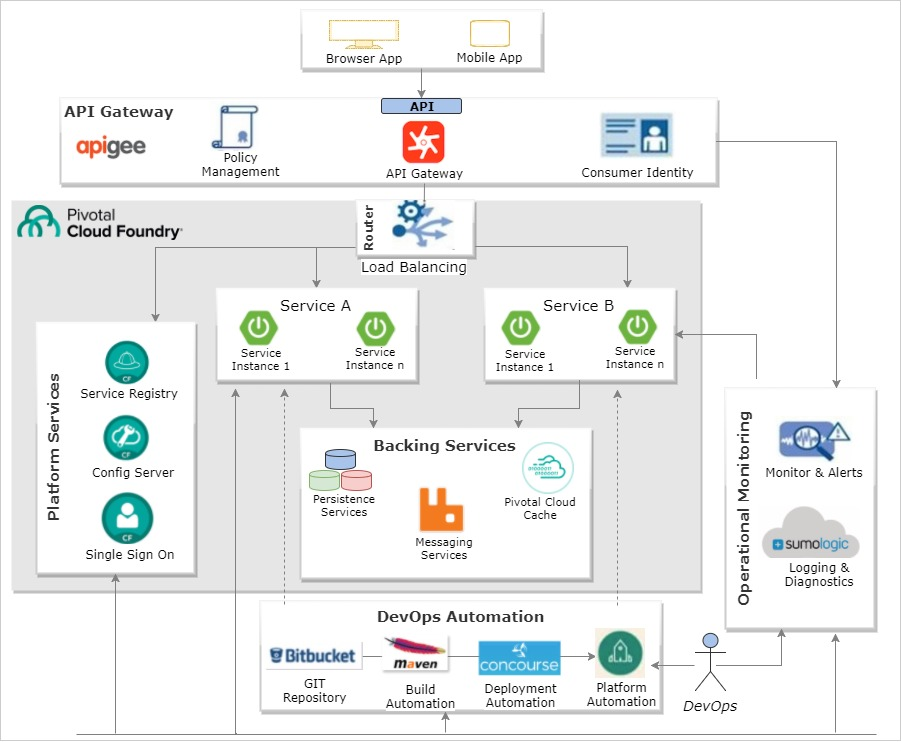 Browser App
Mobile App
API Gateway
API
apigee
Policy
Management
API Gateway
Consumer Identity
Pivotal
Cloud Foundry
Router
Load Balancing
Service A
Service
Instance 1
Service
Instance n
Service B
Service
Instance 1
Service
Instance n
Platform Services
CF
Service Registry
CF
Config Server
CF
Single Sign On
Backing Services
Persistence
Services
Messaging
Services
Pivotal Cloud
Cache
Operational Monitoring
Monitor & Alerts
sumologic
Logging &
Diagnostics
DevOps Automation
Bitbucket
GIT
Repository
maven
Build
Automation
concourse
Deployment
Automation
Platform
Automation
DevOps